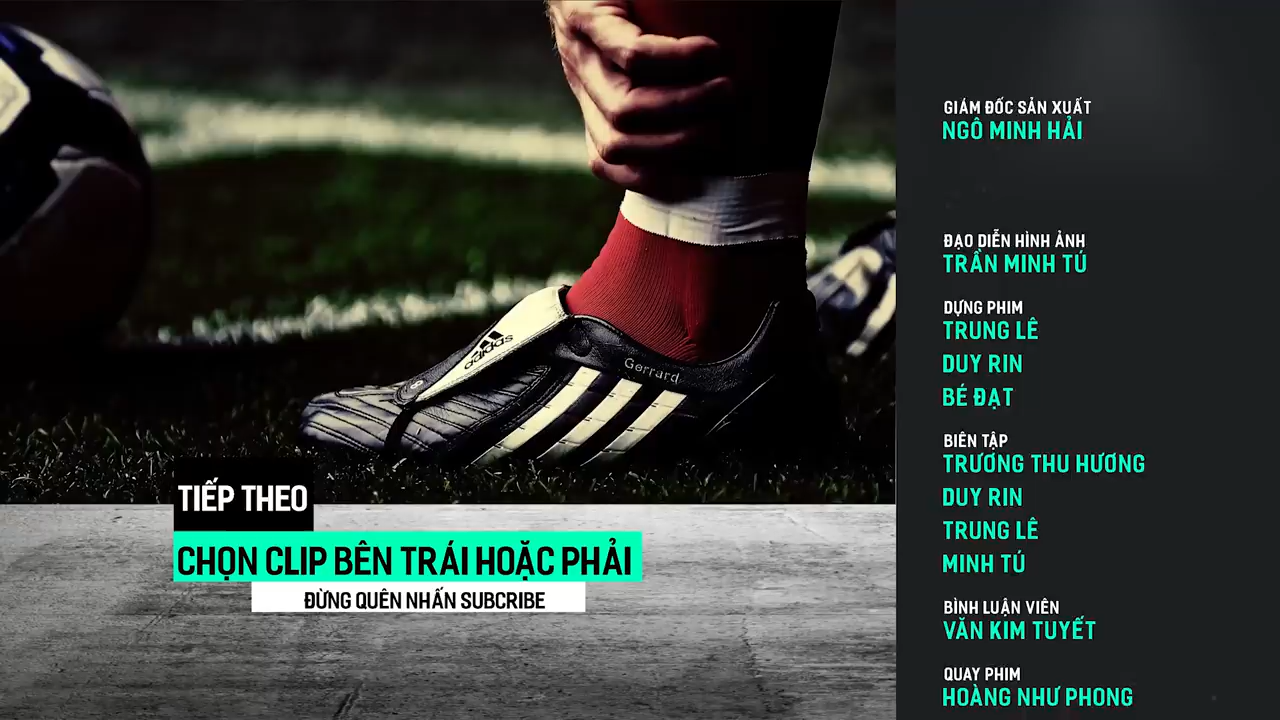 adidas
Gerrard
8
TIẾP THEO
CHỌN CLIP BÊN TRÁI HOẶC PHẢI
ĐỪNG QUÊN NHẤN SUBCRIBE
GIÁM ĐỐC SẢN XUẤT
NGÔ MINH HẢI
ĐẠO DIỄN HÌNH ẢNH
TRẦN MINH TÚ
DỰNG PHIM
TRUNG LÊ
DUY RIN
BÉ ĐẠT
BIÊN TẬP
TRƯƠNG THU HƯƠNG
DUY RIN
TRUNG LÊ
MINH TÚ
BÌNH LUẬN VIÊN
VĂN KIM TUYẾT
QUAY PHIM
HOÀNG NHƯ PHONG